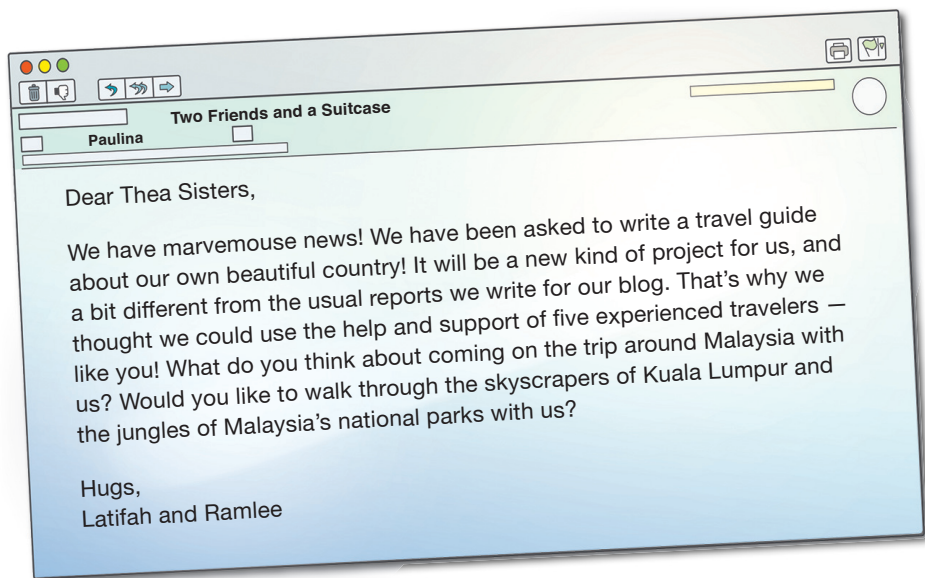 Two Friends and a Suitcase
Paulina
Dear Thea Sisters,
We have marvemouse news! We have been asked to write a travel guide
about our own beautiful country! It will be a new kind of project for us, and
a bit different from the usual reports we write for our blog. That’s why we
thought we could use the help and support of five experienced travelers —
like you! What do you think about coming on the trip around Malaysia with
us? Would you like to walk through the skyscrapers of Kuala Lumpur and
the jungles of Malaysia’s national parks with us?
Hugs,
Latifah and Ramlee